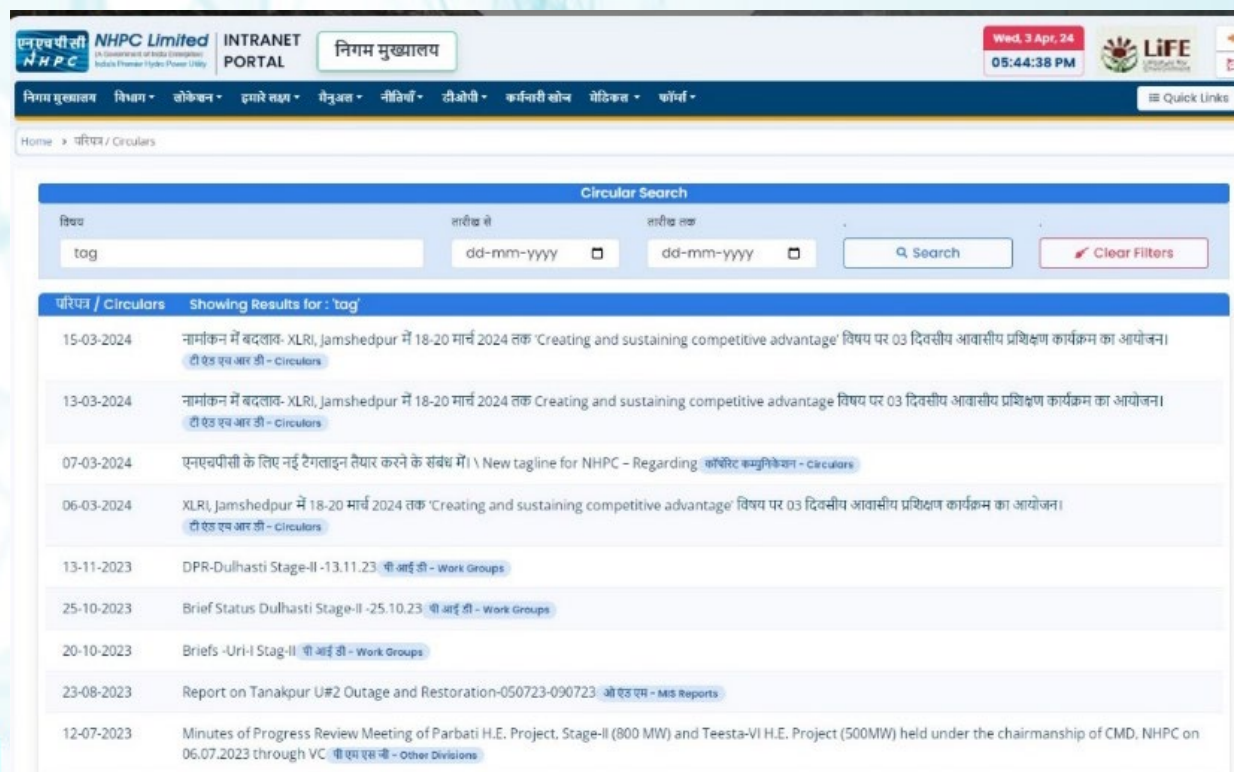 एनएचपीसी NHPC Limited INTRANET PORTAL निगम मुख्यालय
NHPC (A Government of India Enterprise)
India's Premier Hydro Power Utility
Wed, 3 Apr, 24
05:44:38 PM
LiFE
निगम मुख्यालय विभाग लोकेशन हमारे लक्ष्य मैनुअल नीतियाँ डीओपी कर्मचारी खोज मेडिकल फॉर्म्स Quick Links
Home › परिपत्र / Circulars
Circular Search
विषय तारीख से तारीख तक . .
tag dd-mm-yyyy dd-mm-yyyy Search Clear Filters
परिपत्र / Circulars Showing Results for : 'tag'
15-03-2024 नामांकन में बदलाव- XLRI, Jamshedpur में 18-20 मार्च 2024 तक 'Creating and sustaining competitive advantage' विषय पर 03 दिवसीय आवासीय प्रशिक्षण कार्यक्रम का आयोजन।
टी एंड एच आर डी - Circulars
13-03-2024 नामांकन में बदलाव- XLRI, Jamshedpur में 18-20 मार्च 2024 तक Creating and sustaining competitive advantage विषय पर 03 दिवसीय आवासीय प्रशिक्षण कार्यक्रम का आयोजन।
टी एंड एच आर डी - Circulars
07-03-2024 एनएचपीसी के लिए नई टैगलाइन तैयार करने के संबंध में। \ New tagline for NHPC – Regarding कॉर्पोरेट कम्युनिकेशन - Circulars
06-03-2024 XLRI, Jamshedpur में 18-20 मार्च 2024 तक 'Creating and sustaining competitive advantage' विषय पर 03 दिवसीय आवासीय प्रशिक्षण कार्यक्रम का आयोजन।
टी एंड एच आर डी - Circulars
13-11-2023 DPR-Dulhasti Stage-II -13.11.23 पी आई डी - Work Groups
25-10-2023 Brief Status Dulhasti Stage-II -25.10.23 पी आई डी - Work Groups
20-10-2023 Briefs -Uri-I Stag-II पी आई डी - Work Groups
23-08-2023 Report on Tanakpur U#2 Outage and Restoration-050723-090723 ओ एंड एम - MIS Reports
12-07-2023 Minutes of Progress Review Meeting of Parbati H.E. Project, Stage-II (800 MW) and Teesta-VI H.E. Project (500MW) held under the chairmanship of CMD, NHPC on
06.07.2023 through VC पी एम एस जी - Other Divisions